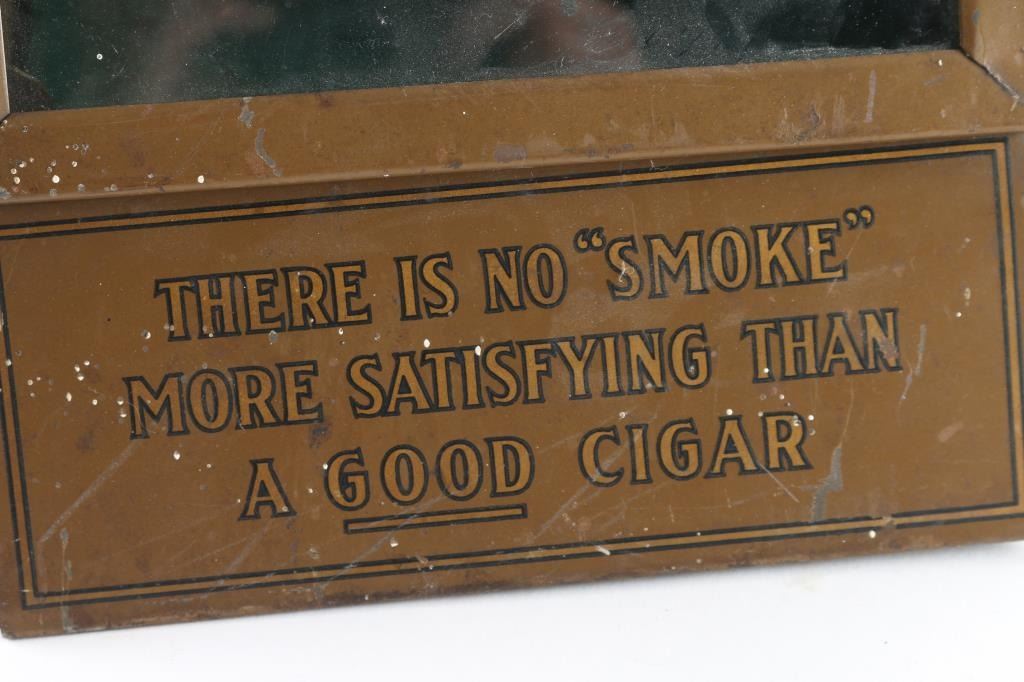 THERE IS NO “SMOKE”
MORE SATISFYING THAN
A GOOD CIGAR